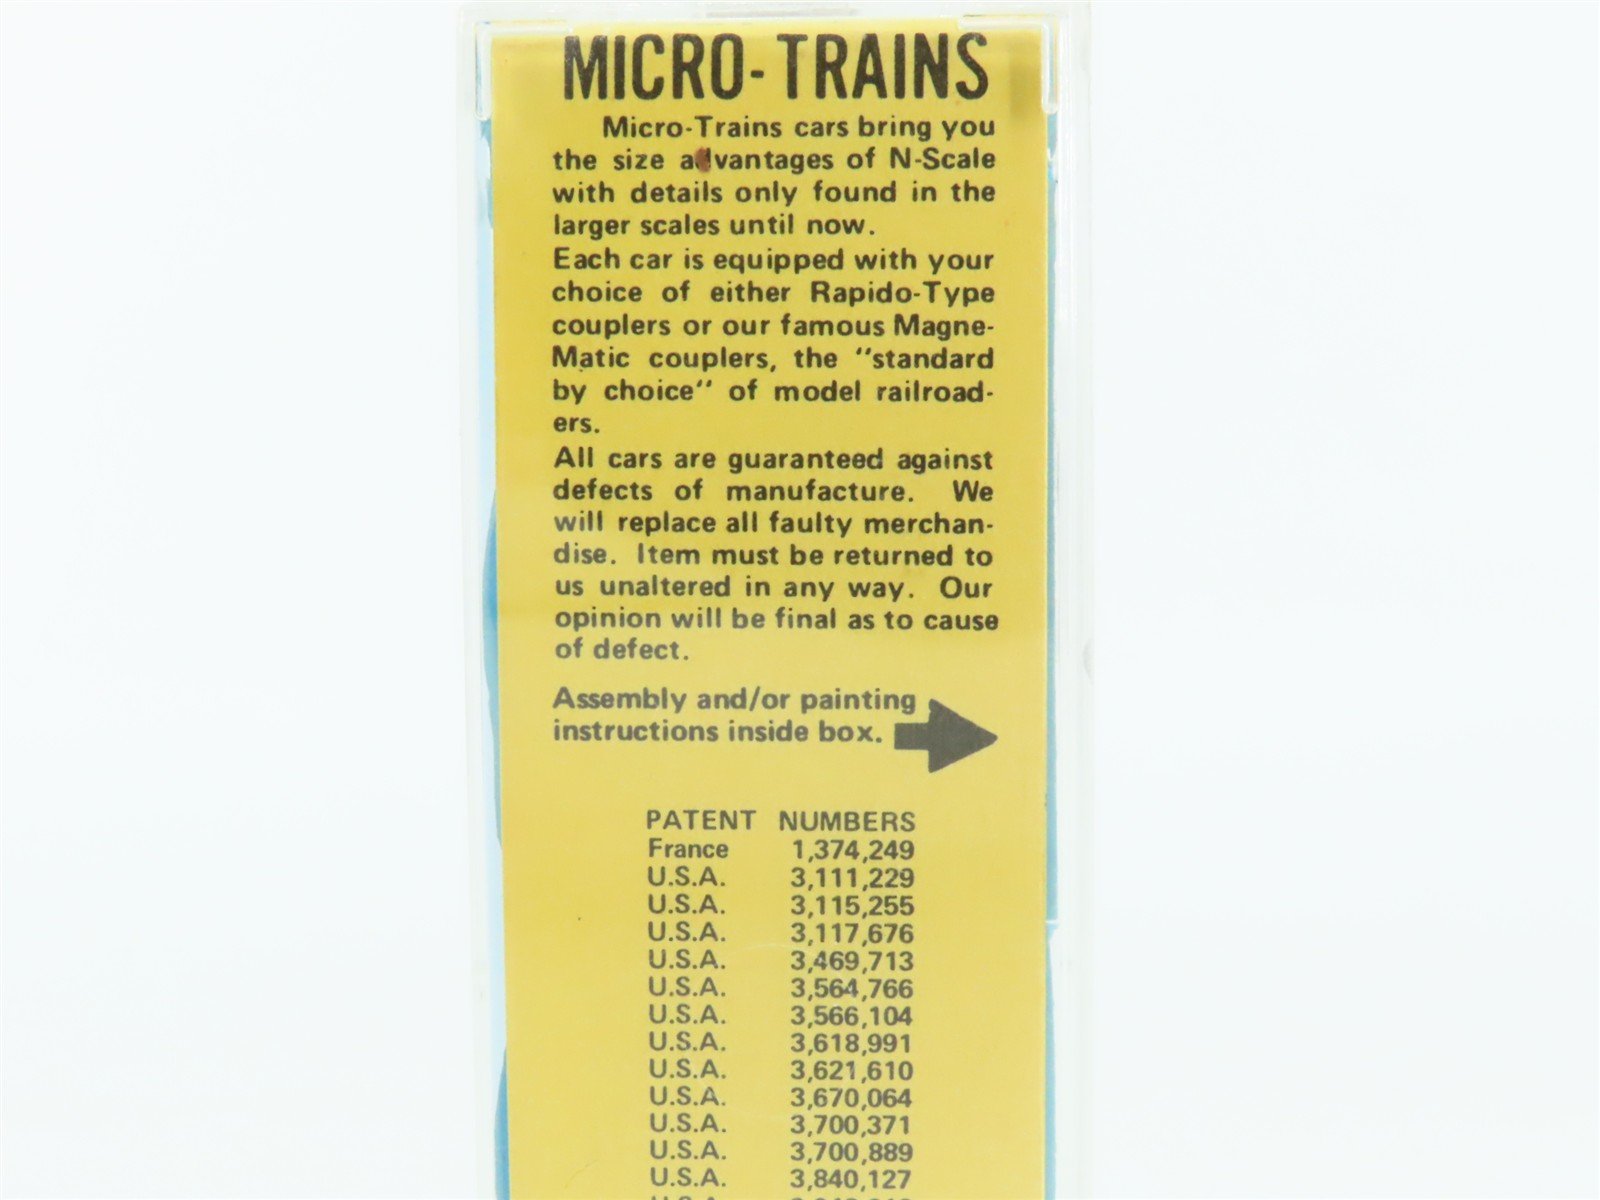 MICRO-TRAINS
Micro-Trains cars bring you
the size advantages of N-Scale
with details only found in the
larger scales until now.
Each car is equipped with your
choice of either Rapido-Type
couplers or our famous Magne-
Matic couplers, the "standard
by choice" of model railroad-
ers.
All cars are guaranteed against
defects of manufacture. We
will replace all faulty merchan-
dise. Item must be returned to
us unaltered in any way. Our
opinion will be final as to cause
of defect.
Assembly and/or painting
instructions inside box.
PATENT NUMBERS
France 1,374,249
U.S.A. 3,111,229
U.S.A. 3,115,255
U.S.A. 3,117,676
U.S.A. 3,469,713
U.S.A. 3,564,766
U.S.A. 3,566,104
U.S.A. 3,618,991
U.S.A. 3,621,610
U.S.A. 3,670,064
U.S.A. 3,700,371
U.S.A. 3,700,889
U.S.A. 3,840,127
U.S.A.